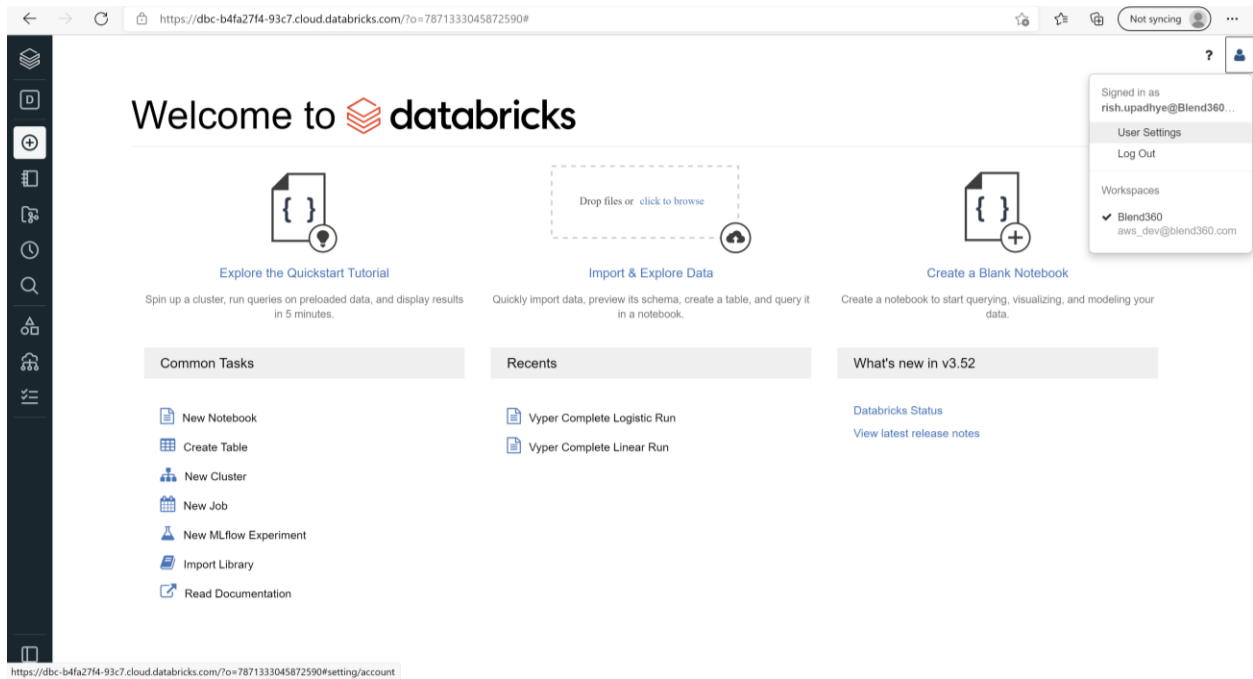 https://dbc-b4fa27f4-93c7.cloud.databricks.com/?o=7871333045872590#
Not syncing
?
D
Signed in as
rish.upadhye@Blend360...
User Settings
Log Out
Workspaces
Blend360
aws_dev@blend360.com
Welcome to databricks
{ }
Drop files or click to browse
{ }
Explore the Quickstart Tutorial
Import & Explore Data
Create a Blank Notebook
Spin up a cluster, run queries on preloaded data, and display results
in 5 minutes.
Quickly import data, preview its schema, create a table, and query it
in a notebook.
Create a notebook to start querying, visualizing, and modeling your
data.
Common Tasks
New Notebook
Create Table
New Cluster
New Job
New MLflow Experiment
Import Library
Read Documentation
Recents
Vyper Complete Logistic Run
Vyper Complete Linear Run
What's new in v3.52
Databricks Status
View latest release notes
https://dbc-b4fa27f4-93c7.cloud.databricks.com/?o=7871333045872590#setting/account